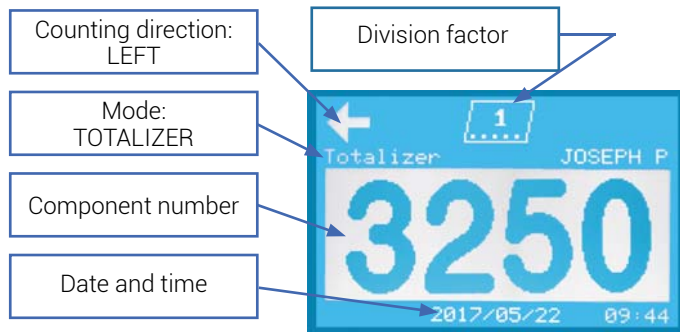 Counting direction:
LEFT
Division factor
Mode:
TOTALIZER
Component number
Date and time
1
Totalizer JOSEPH P
3250
2017/05/22 09:44